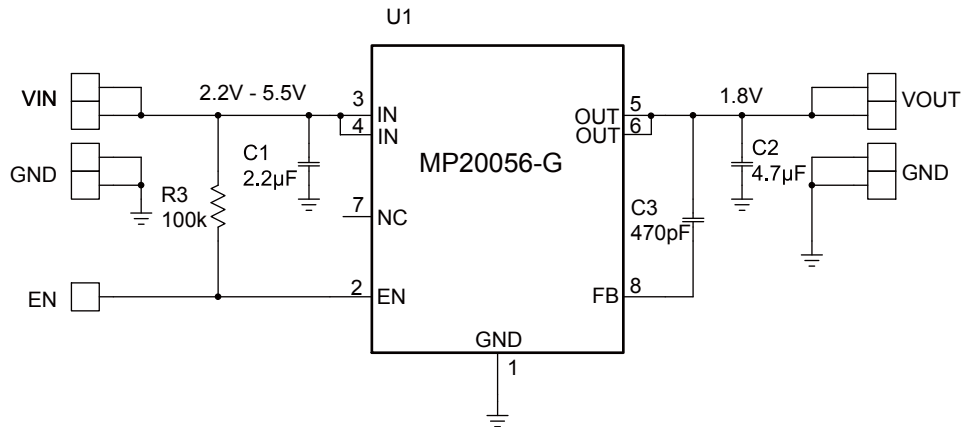 U1
VIN
2.2V - 5.5V
3
IN
4
IN
5
OUT
6
OUT
1.8V
VOUT
GND
C1
2.2µF
MP20056-G
C2
4.7µF
GND
R3
100k
7
NC
C3
470pF
EN
2
EN
FB
8
GND
1